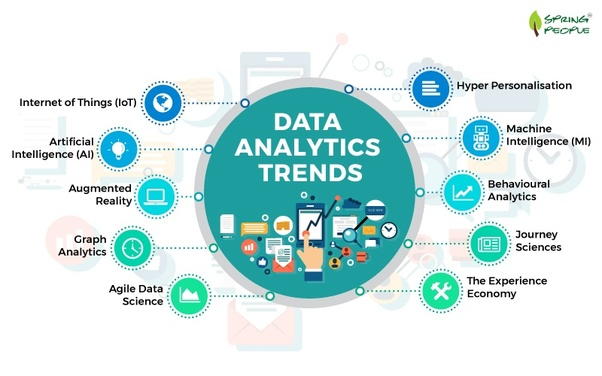 SPRING
PEOPLE
DATA
ANALYTICS
TRENDS
Internet of Things (IoT)
Artificial
Intelligence (AI)
Augmented
Reality
Graph
Analytics
Agile Data
Science
Hyper Personalisation
Machine
Intelligence (MI)
Behavioural
Analytics
Journey
Sciences
The Experience
Economy